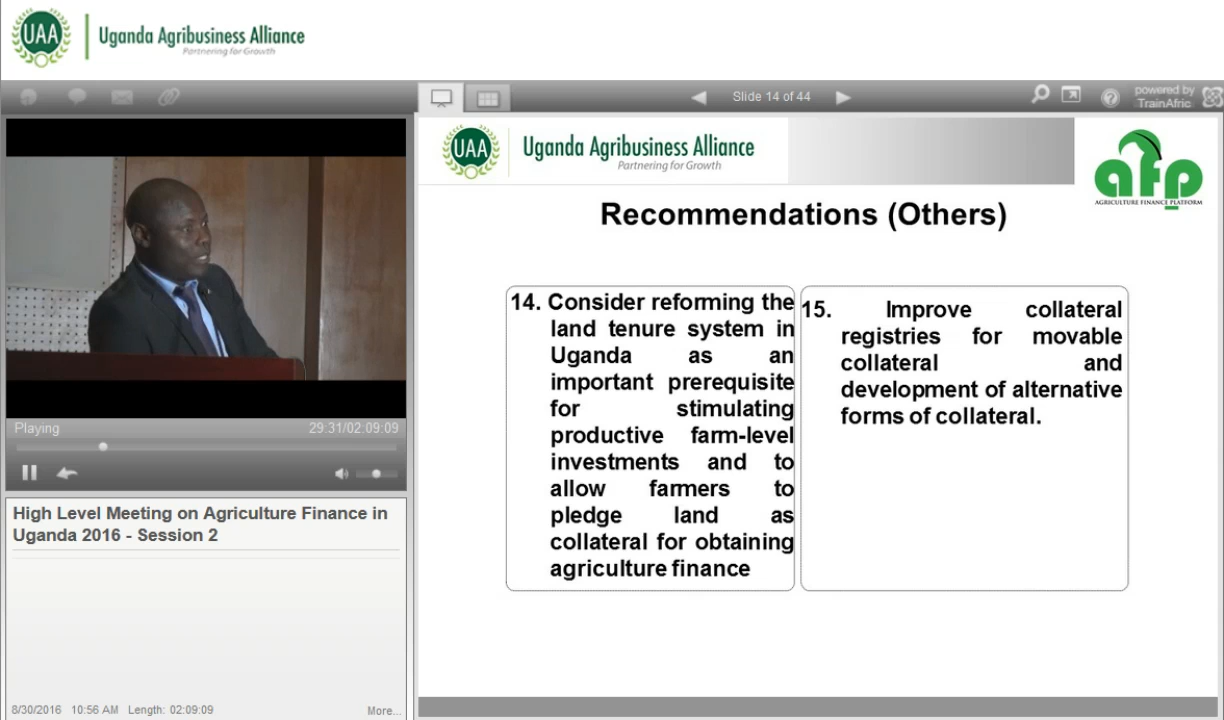 UAA
Uganda Agribusiness Alliance
Partnering for Growth
Slide 14 of 44
powered by
TrainAfric
Playing
29:31/02:09:09
High Level Meeting on Agriculture Finance in
Uganda 2016 - Session 2
8/30/2016 10:56 AM Length: 02:09:09
More...
UAA
Uganda Agribusiness Alliance
Partnering for Growth
afp
AGRICULTURE FINANCE PLATFORM
Recommendations (Others)
14. Consider reforming the
land tenure system in
Uganda as an
important prerequisite
for stimulating
productive farm-level
investments and to
allow farmers to
pledge land as
collateral for obtaining
agriculture finance
15. Improve collateral
registries for movable
collateral and
development of alternative
forms of collateral.